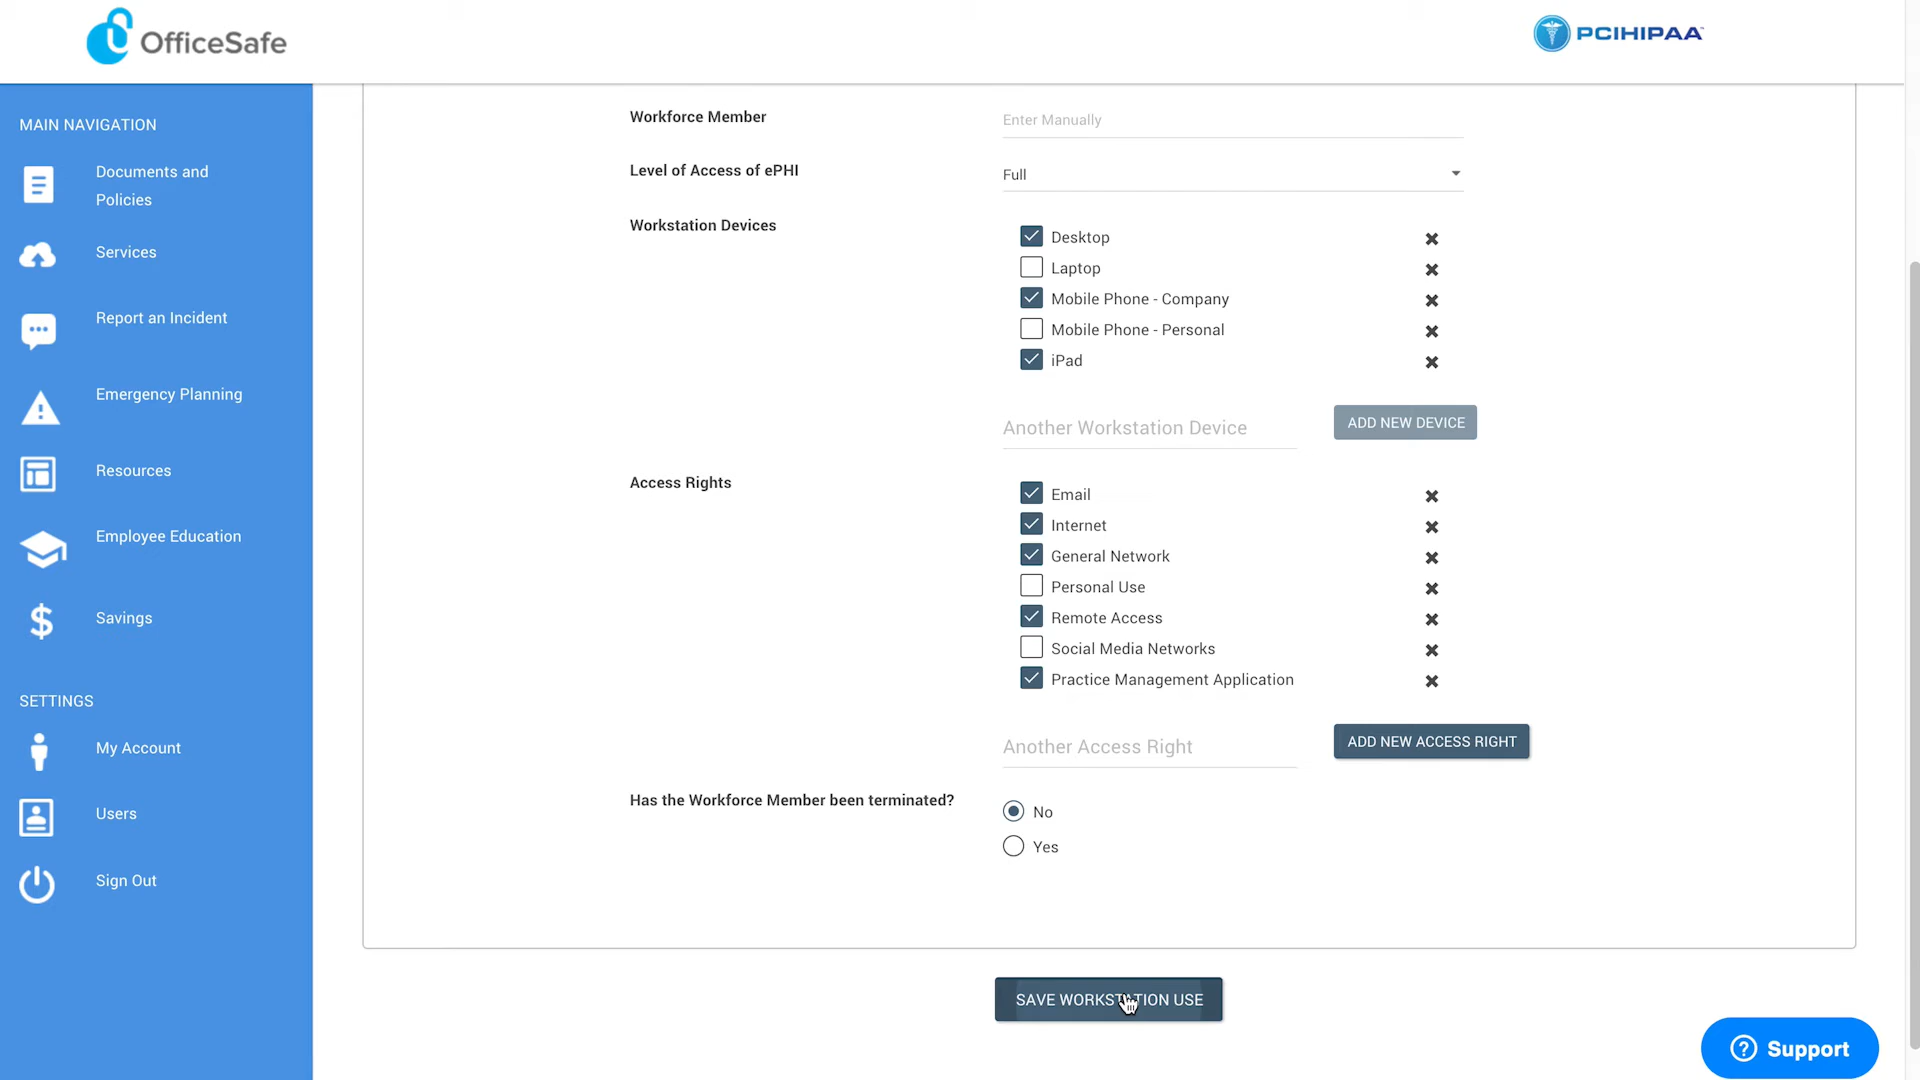 OfficeSafe
PCIHIPAA
MAIN NAVIGATION
Documents and
Policies
Services
Report an Incident
Emergency Planning
Resources
Employee Education
Savings
SETTINGS
My Account
Users
Sign Out
Workforce Member
Enter Manually
Level of Access of ePHI
Full
Workstation Devices
Desktop
Laptop
Mobile Phone - Company
Mobile Phone - Personal
iPad
Another Workstation Device
ADD NEW DEVICE
Access Rights
Email
Internet
General Network
Personal Use
Remote Access
Social Media Networks
Practice Management Application
Another Access Right
ADD NEW ACCESS RIGHT
Has the Workforce Member been terminated?
No
Yes
SAVE WORKSTATION USE
Support